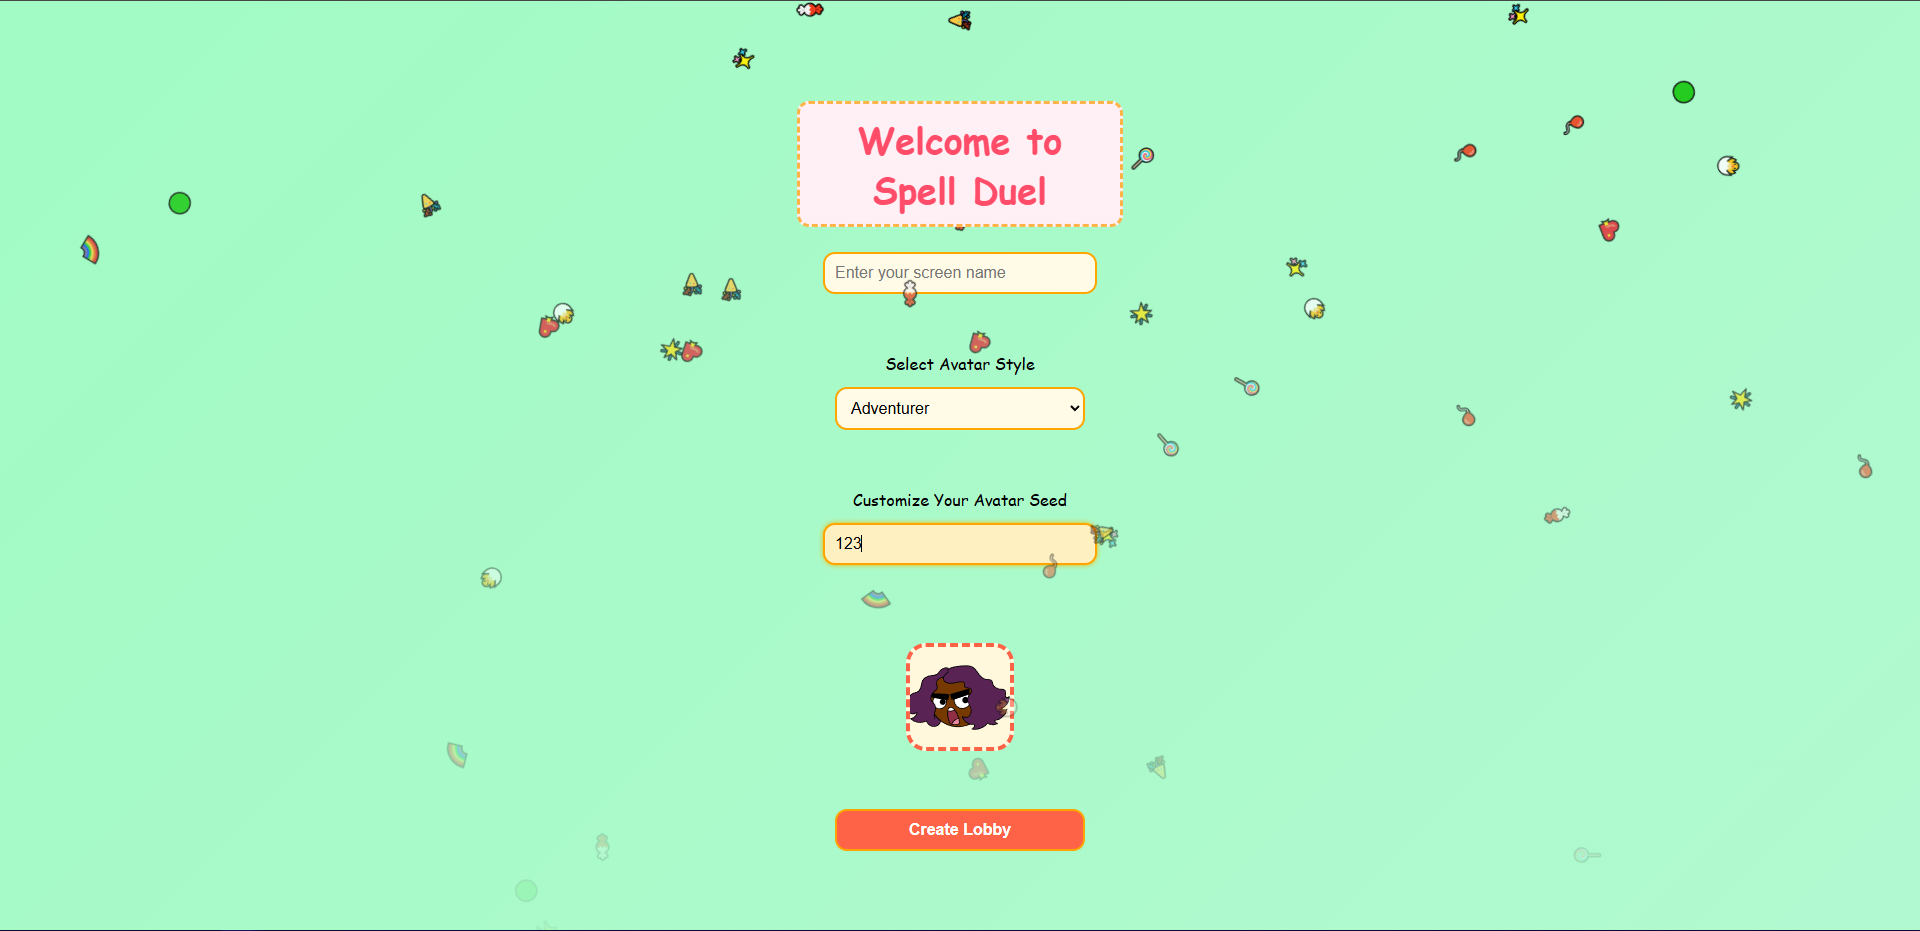 Welcome to
Spell Duel
Enter your screen name
Select Avatar Style
Adventurer
Customize Your Avatar Seed
123
Create Lobby